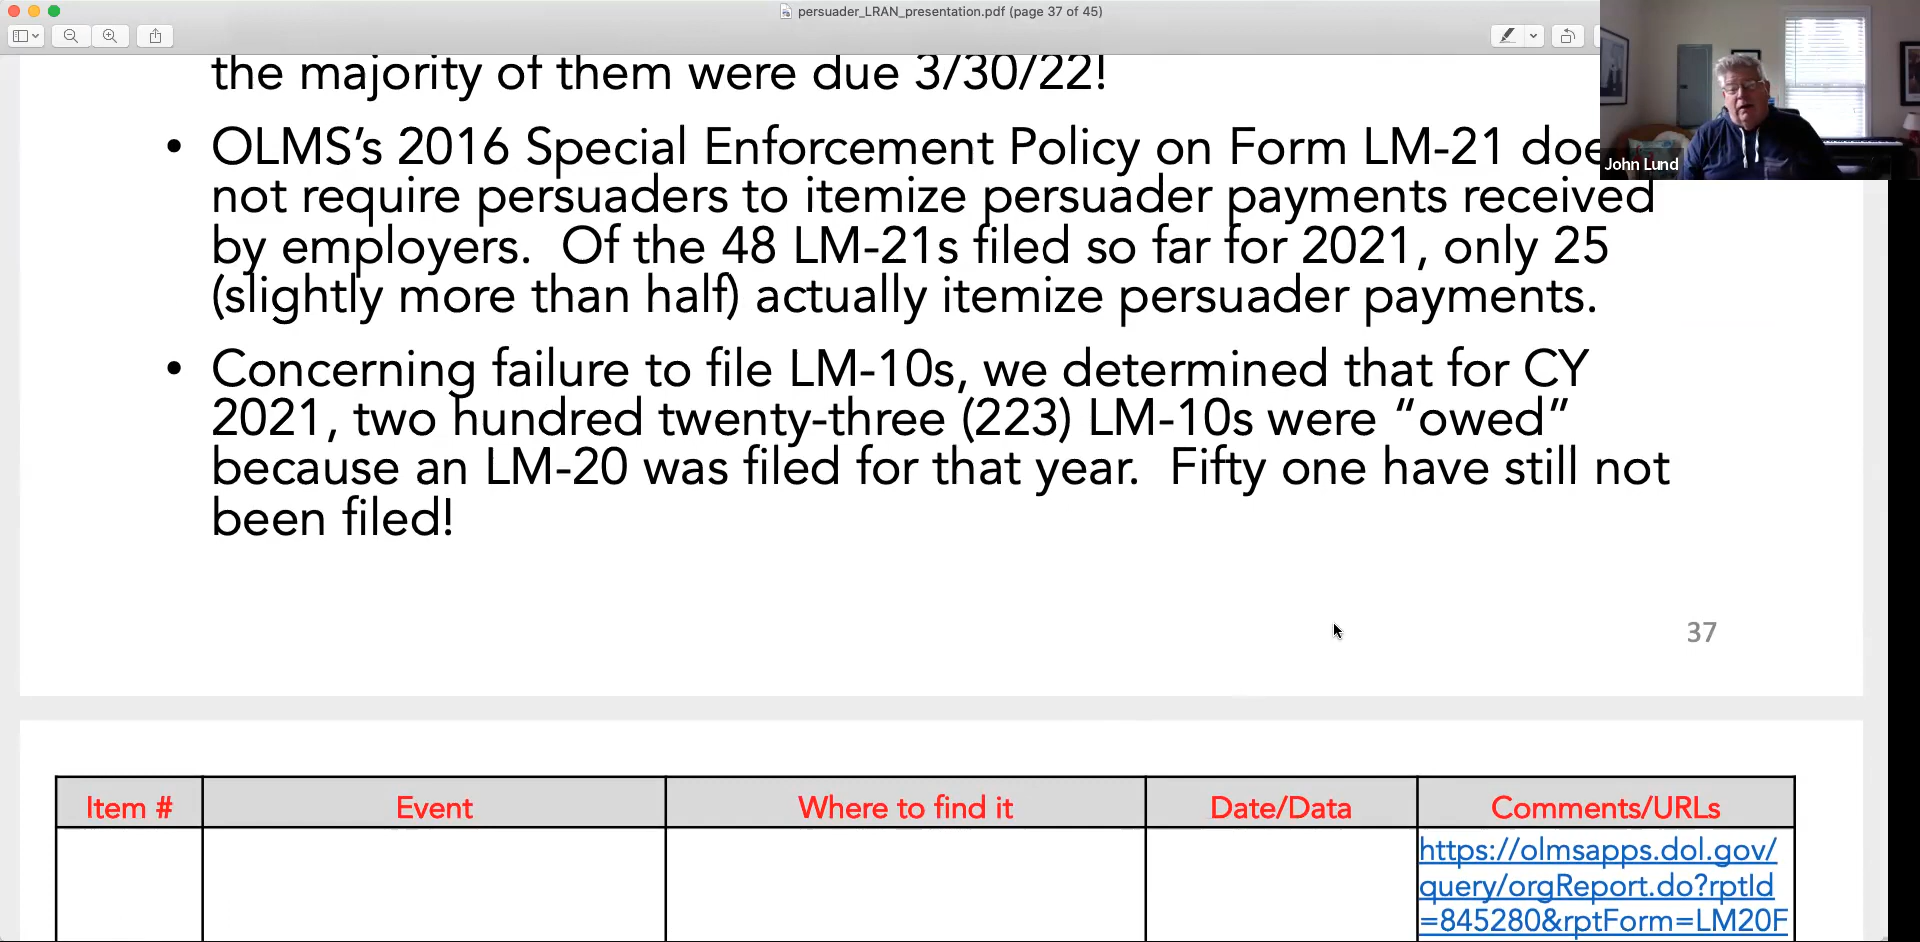 persuader_LRAN_presentation.pdf (page 37 of 45)
the majority of them were due 3/30/22!
John Lund
• OLMS's 2016 Special Enforcement Policy on Form LM-21
not require persuaders to itemize persuader payments received
by employers. Of the 48 LM-21s filed so far for 2021, only 25
(slightly more than half) actually itemize persuader payments.
• Concerning failure to file LM-10s, we determined that for CY
2021, two hundred twenty-three (223) LM-10s were “owed”
because an LM-20 was filed for that year. Fifty one have still not
been filed!
37
Item # Event Where to find it Date/Data Comments/URLs
https://olmsapps.dol.gov/
query/orgReport.do?rptId
=845280&rptForm=LM20F